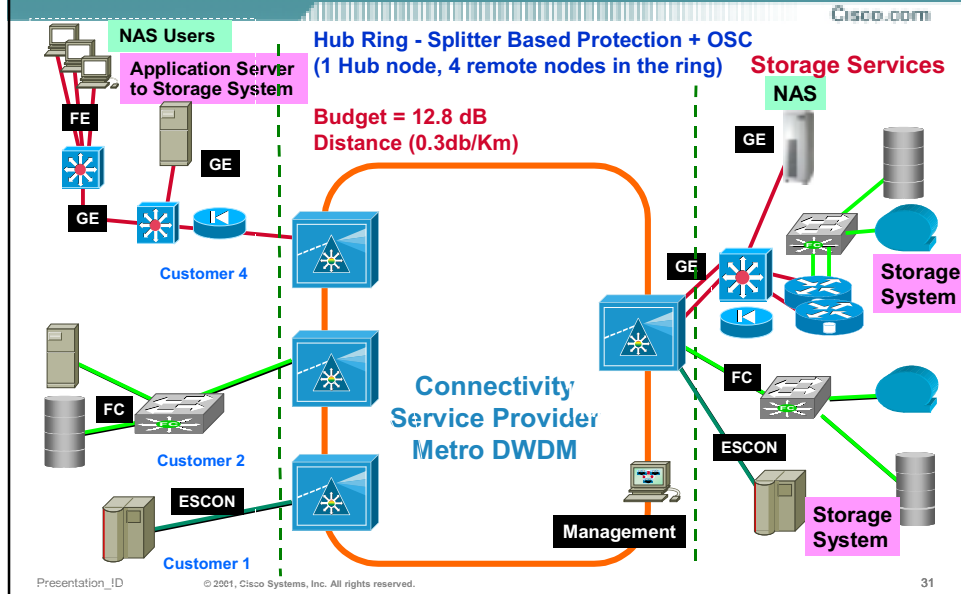 Cisco.com
NAS Users
Application Server
to Storage System
Hub Ring - Splitter Based Protection + OSC
(1 Hub node, 4 remote nodes in the ring)
Storage Services
NAS
Budget = 12.8 dB
Distance (0.3db/Km)
FE
GE
GE
GE
GE
Customer 4
FC
Storage
System
FC
Customer 2
FC
Connectivity
Service Provider
Metro DWDM
FC
FC
ESCON
ESCON
Customer 1
Management
Storage
System
Presentation_ID
© 2001, Cisco Systems, Inc. All rights reserved.
31